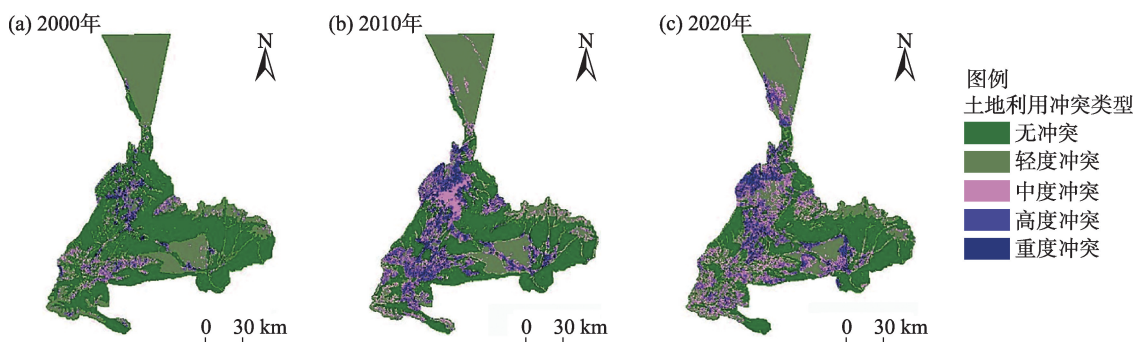 (a) 2000年
(b) 2010年
(c) 2020年
N
N
N
图例
土地利用冲突类型
无冲突
轻度冲突
中度冲突
高度冲突
重度冲突
0 30 km
0 30 km
0 30 km